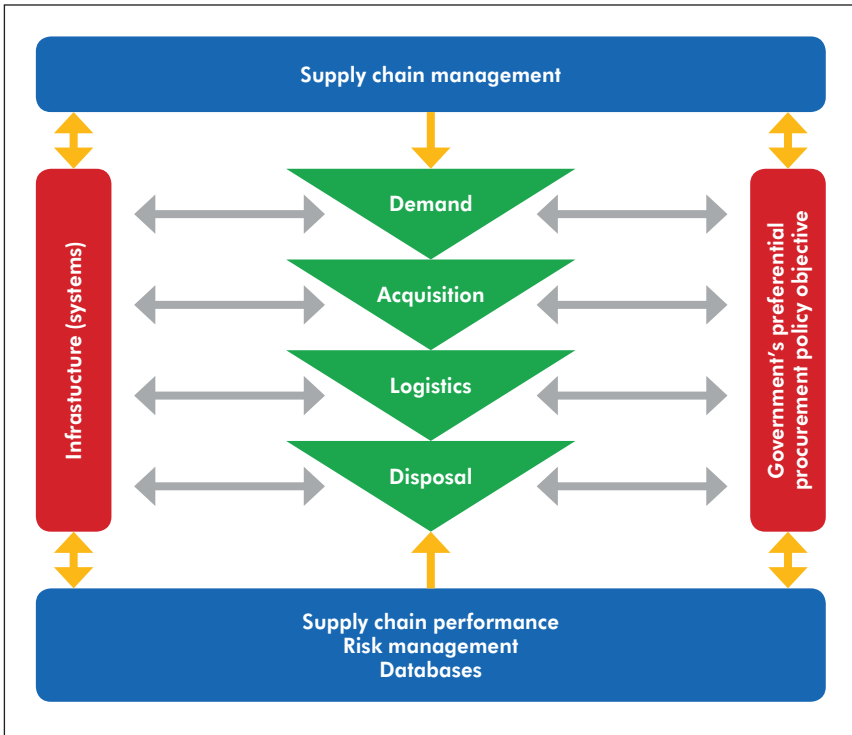 Supply chain management
Infrastucture (systems)
Demand
Acquisition
Logistics
Disposal
Government's preferential
procurement policy objective
Supply chain performance
Risk management
Databases